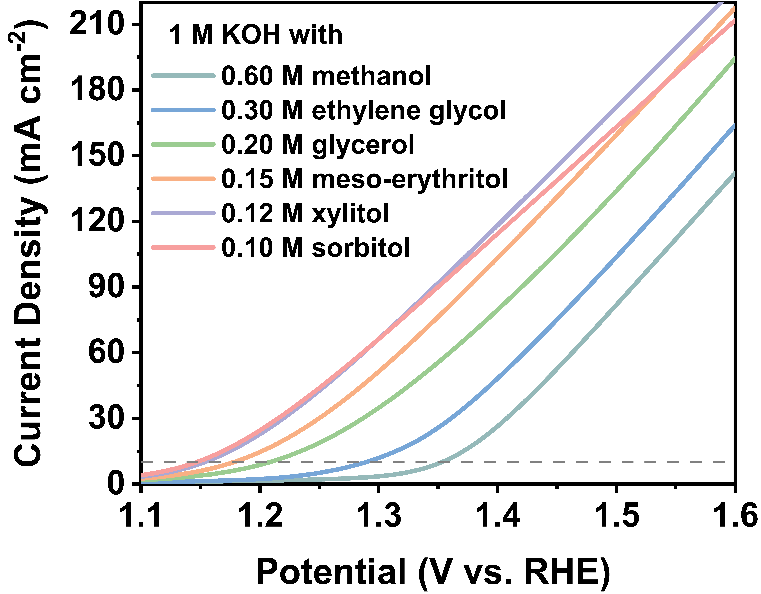 210
180
150
120
90
60
30
0
Current Density (mA cm-2)
1 M KOH with
0.60 M methanol
0.30 M ethylene glycol
0.20 M glycerol
0.15 M meso-erythritol
0.12 M xylitol
0.10 M sorbitol
1.1 1.2 1.3 1.4 1.5 1.6
Potential (V vs. RHE)